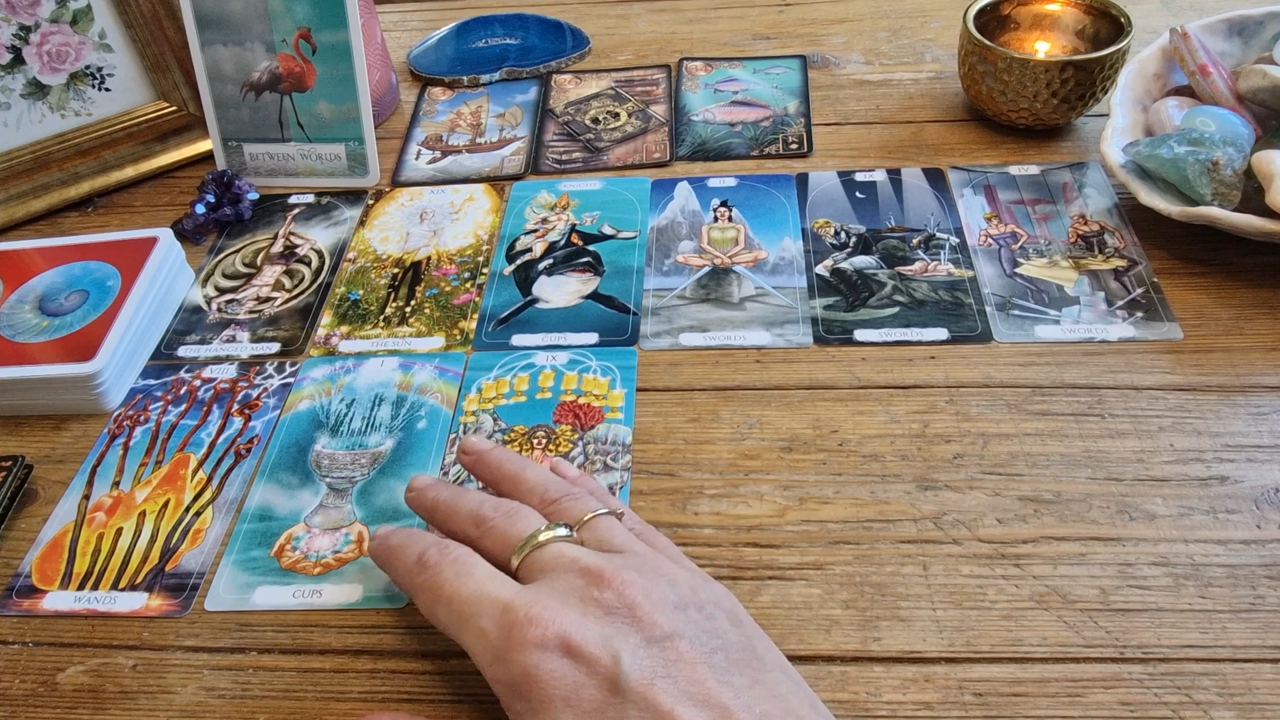 BETWEEN WORLDS
XII
THE HANGED MAN
XIX
THE SUN
KNIGHT
CUPS
II
SWORDS
IX
SWORDS
IV
SWORDS
VIII
WANDS
I
CUPS
IX